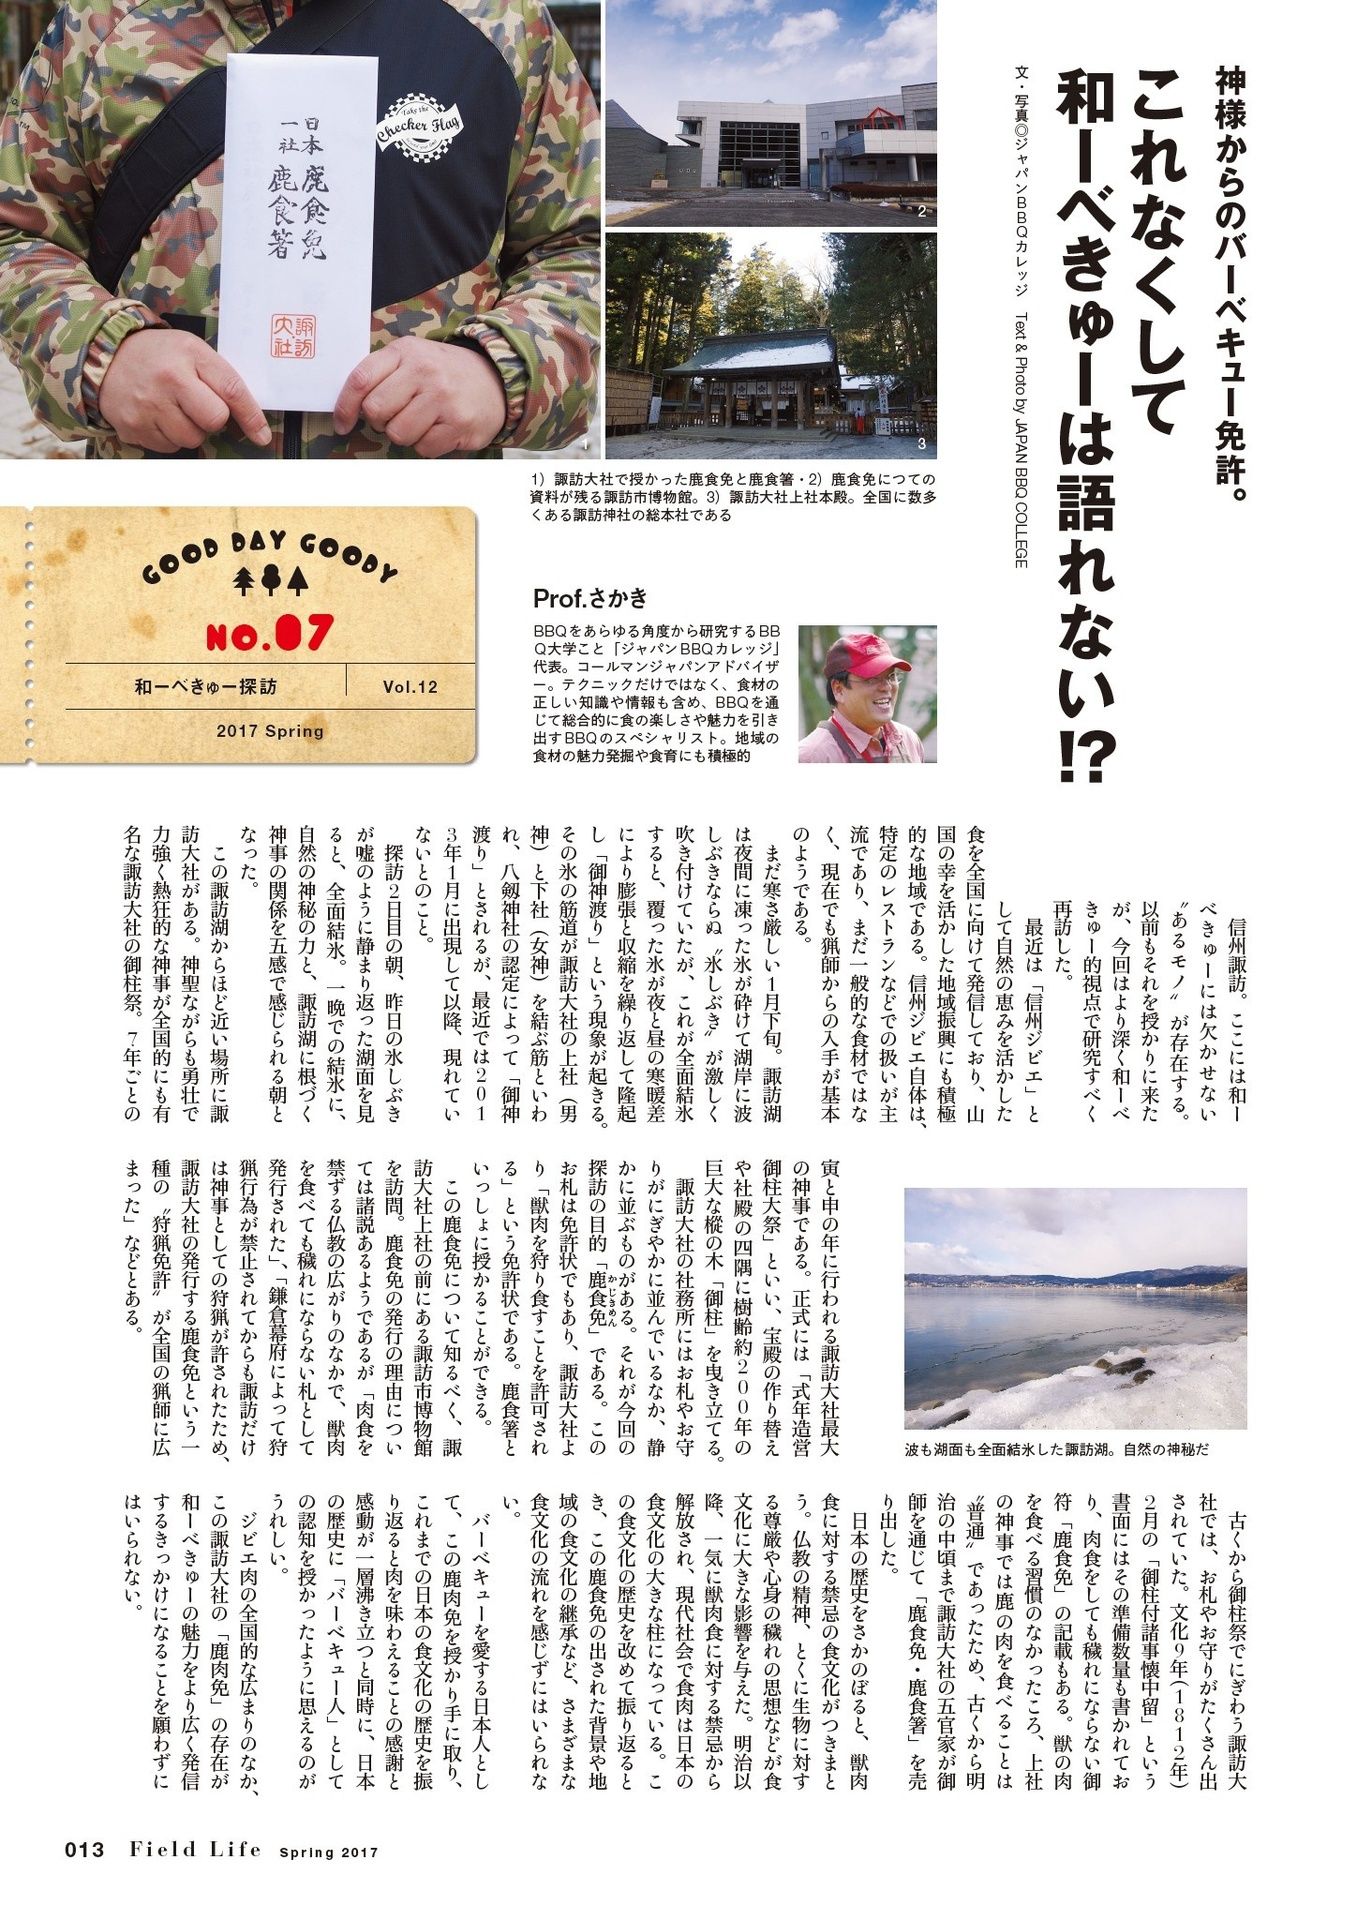 神様からのバーベキュー免許。
これなくして
和ーべきゅーは語れない!?
文・写真◎ジャパンBBQカレッジ　Text & Photo by JAPAN BBQ COLLEGE
日本一社
鹿食免
鹿食箸
諏訪大社
Take the
Checker Flag
1
2
3
1）諏訪大社で授かった鹿食免と鹿食箸・2）鹿食免についての
資料が残る諏訪市博物館。3）諏訪大社上社本殿。全国に数多
くある諏訪神社の総本社である
GOOD DAY GOODY
NO.07
和ーべきゅー探訪
Vol.12
2017 Spring
Prof.さかき
BBQをあらゆる角度から研究するBB
Q大学こと「ジャパンBBQカレッジ」
代表。コールマンジャパンアドバイザ
ー。テクニックだけではなく、食材の
正しい知識や情報も含め、BBQを通
じて総合的に食の楽しさや魅力を引き
出すBBQのスペシャリスト。地域の
食材の魅力発掘や食育にも積極的
信州諏訪。ここには和ー
べきゅーには欠かせない
〝あるモノ〟が存在する。
以前もそれを授かりに来た
が、今回はより深く和ーべ
きゅー的視点で研究すべく
再訪した。
最近は「信州ジビエ」と
して自然の恵みを活かした
食を全国に向けて発信しており、山
国の幸を活かした地域振興にも積極
的な地域である。信州ジビエ自体は、
特定のレストランなどでの扱いが主
流であり、まだ一般的な食材ではな
く、現在でも猟師からの入手が基本
のようである。
まだ寒さ厳しい1月下旬。諏訪湖
は夜間に凍った氷が砕けて湖岸に波
しぶきならぬ〝氷しぶき〟が激しく
吹き付けていたが、これが全面結氷
すると、覆った氷が夜と昼の寒暖差
により膨張と収縮を繰り返して隆起
し「御神渡り」という現象が起きる。
その氷の筋道が諏訪大社の上社（男
神）と下社（女神）を結ぶ筋といわ
れ、八剱神社の認定によって「御神
渡り」とされるが、最近では201
3年1月に出現して以降、現れてい
ないとのこと。
探訪2日目の朝、昨日の氷しぶき
が嘘のように静まり返った湖面を見
ると、全面結氷。一晩での結氷に、
自然の神秘の力と、諏訪湖に根づく
神事の関係を五感で感じられる朝と
なった。
この諏訪湖からほど近い場所に諏
訪大社がある。神聖ながらも勇壮で
力強く熱狂的な神事が全国的にも有
名な諏訪大社の御柱祭。7年ごとの
寅と申の年に行われる諏訪大社最大
の神事である。正式には「式年造営
御柱大祭」といい、宝殿の作り替え
や社殿の四隅に樹齢約200年の
巨大な樅の木「御柱」を曳き立てる。
諏訪大社の社務所にはお札やお守
りがにぎやかに並んでいるなか、静
かに並ぶものがある。それが今回の
探訪の目的「鹿食免」である。この
かじきめん
お札は免許状でもあり、諏訪大社よ
り「獣肉を狩り食すことを許可され
る」という免許状である。鹿食箸と
いっしょに授かることができる。
この鹿食免について知るべく、諏
訪大社上社の前にある諏訪市博物館
を訪問。鹿食免の発行の理由につい
ては諸説あるようであるが「肉食を
禁ずる仏教の広がりのなかで、獣肉
を食べても穢れにならない札として
発行された」、「鎌倉幕府によって狩
猟行為が禁止されてからも諏訪だけ
は神事としての狩猟が許されたため、
諏訪大社の発行する鹿食免という一
種の〝狩猟免許〟が全国の猟師に広
まった」などとある。
波も湖面も全面結氷した諏訪湖。自然の神秘だ
古くから御柱祭でにぎわう諏訪大
社では、お札やお守りがたくさん出
されていた。文化9年(1812年)
2月の「御柱付諸事懐中留」という
書面にはその準備数量も書かれてお
り、肉食をしても穢れにならない御
符「鹿食免」の記載もある。獣の肉
を食べる習慣のなかったころ、上社
の神事では鹿の肉を食べることは
〝普通〟であったため、古くから明
治の中頃まで諏訪大社の五官家が御
師を通じて「鹿食免・鹿食箸」を売
り出した。
日本の歴史をさかのぼると、獣肉
食に対する禁忌の食文化がつきまと
う。仏教の精神、とくに生物に対す
る尊厳や心身の穢れの思想などが食
文化に大きな影響を与えた。明治以
降、一気に獣肉食に対する禁忌から
解放され、現代社会で食肉は日本の
食文化の大きな柱になっている。こ
の食文化の歴史を改めて振り返ると
き、この鹿食免の出された背景や地
域の食文化の継承など、さまざまな
食文化の流れを感じずにはいられな
い。
バーベキューを愛する日本人とし
て、この鹿肉免を授かり手に取り、
これまでの日本の食文化の歴史を振
り返ると肉を味わえることの感謝と
感動が一層沸き立つと同時に、日本
の歴史に「バーベキュー人」として
の認知を授かったように思えるのが
うれしい。
ジビエ肉の全国的な広まりのなか、
この諏訪大社の「鹿肉免」の存在が
和ーべきゅーの魅力をより広く発信
するきっかけになることを願わずに
はいられない。
013 Field Life Spring 2017